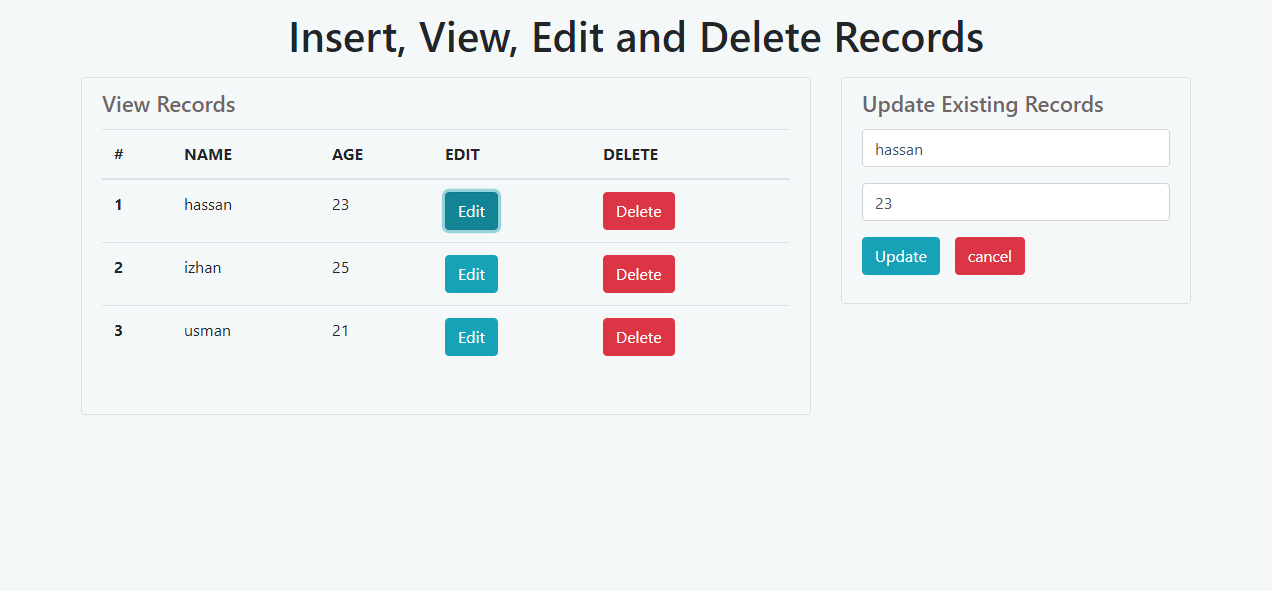 Insert, View, Edit and Delete Records
View Records
# NAME AGE EDIT DELETE
1 hassan 23 Edit Delete
2 izhan 25 Edit Delete
3 usman 21 Edit Delete
Update Existing Records
hassan
23
Update cancel